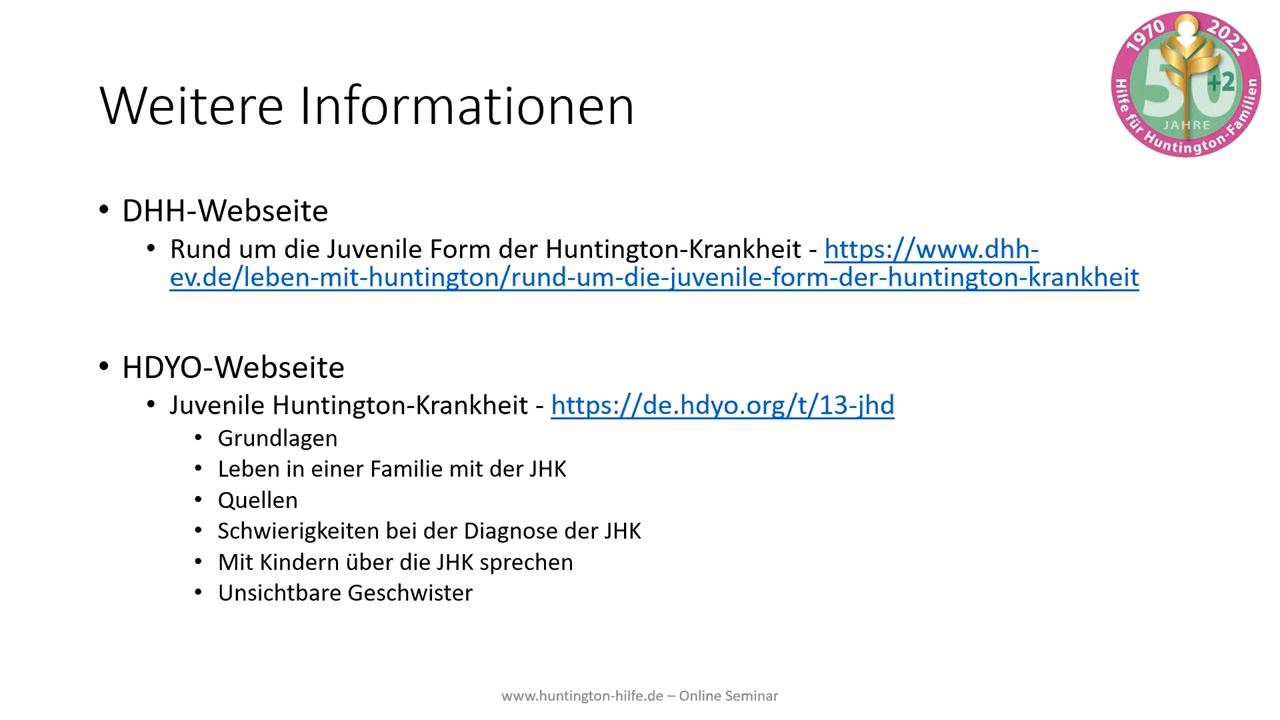 Weitere Informationen
1970 2022
50 +2
JAHRE
Hilfe für Huntington-Familien
• DHH-Webseite
• Rund um die Juvenile Form der Huntington-Krankheit - https://www.dhh-
ev.de/leben-mit-huntington/rund-um-die-juvenile-form-der-huntington-krankheit
• HDYO-Webseite
• Juvenile Huntington-Krankheit - https://de.hdyo.org/t/13-jhd
• Grundlagen
• Leben in einer Familie mit der JHK
• Quellen
• Schwierigkeiten bei der Diagnose der JHK
• Mit Kindern über die JHK sprechen
• Unsichtbare Geschwister
www.huntington-hilfe.de – Online Seminar